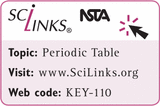 SCiLINKS® NSTA
Topic: Periodic Table
Visit: www.SciLinks.org
Web code: KEY-110